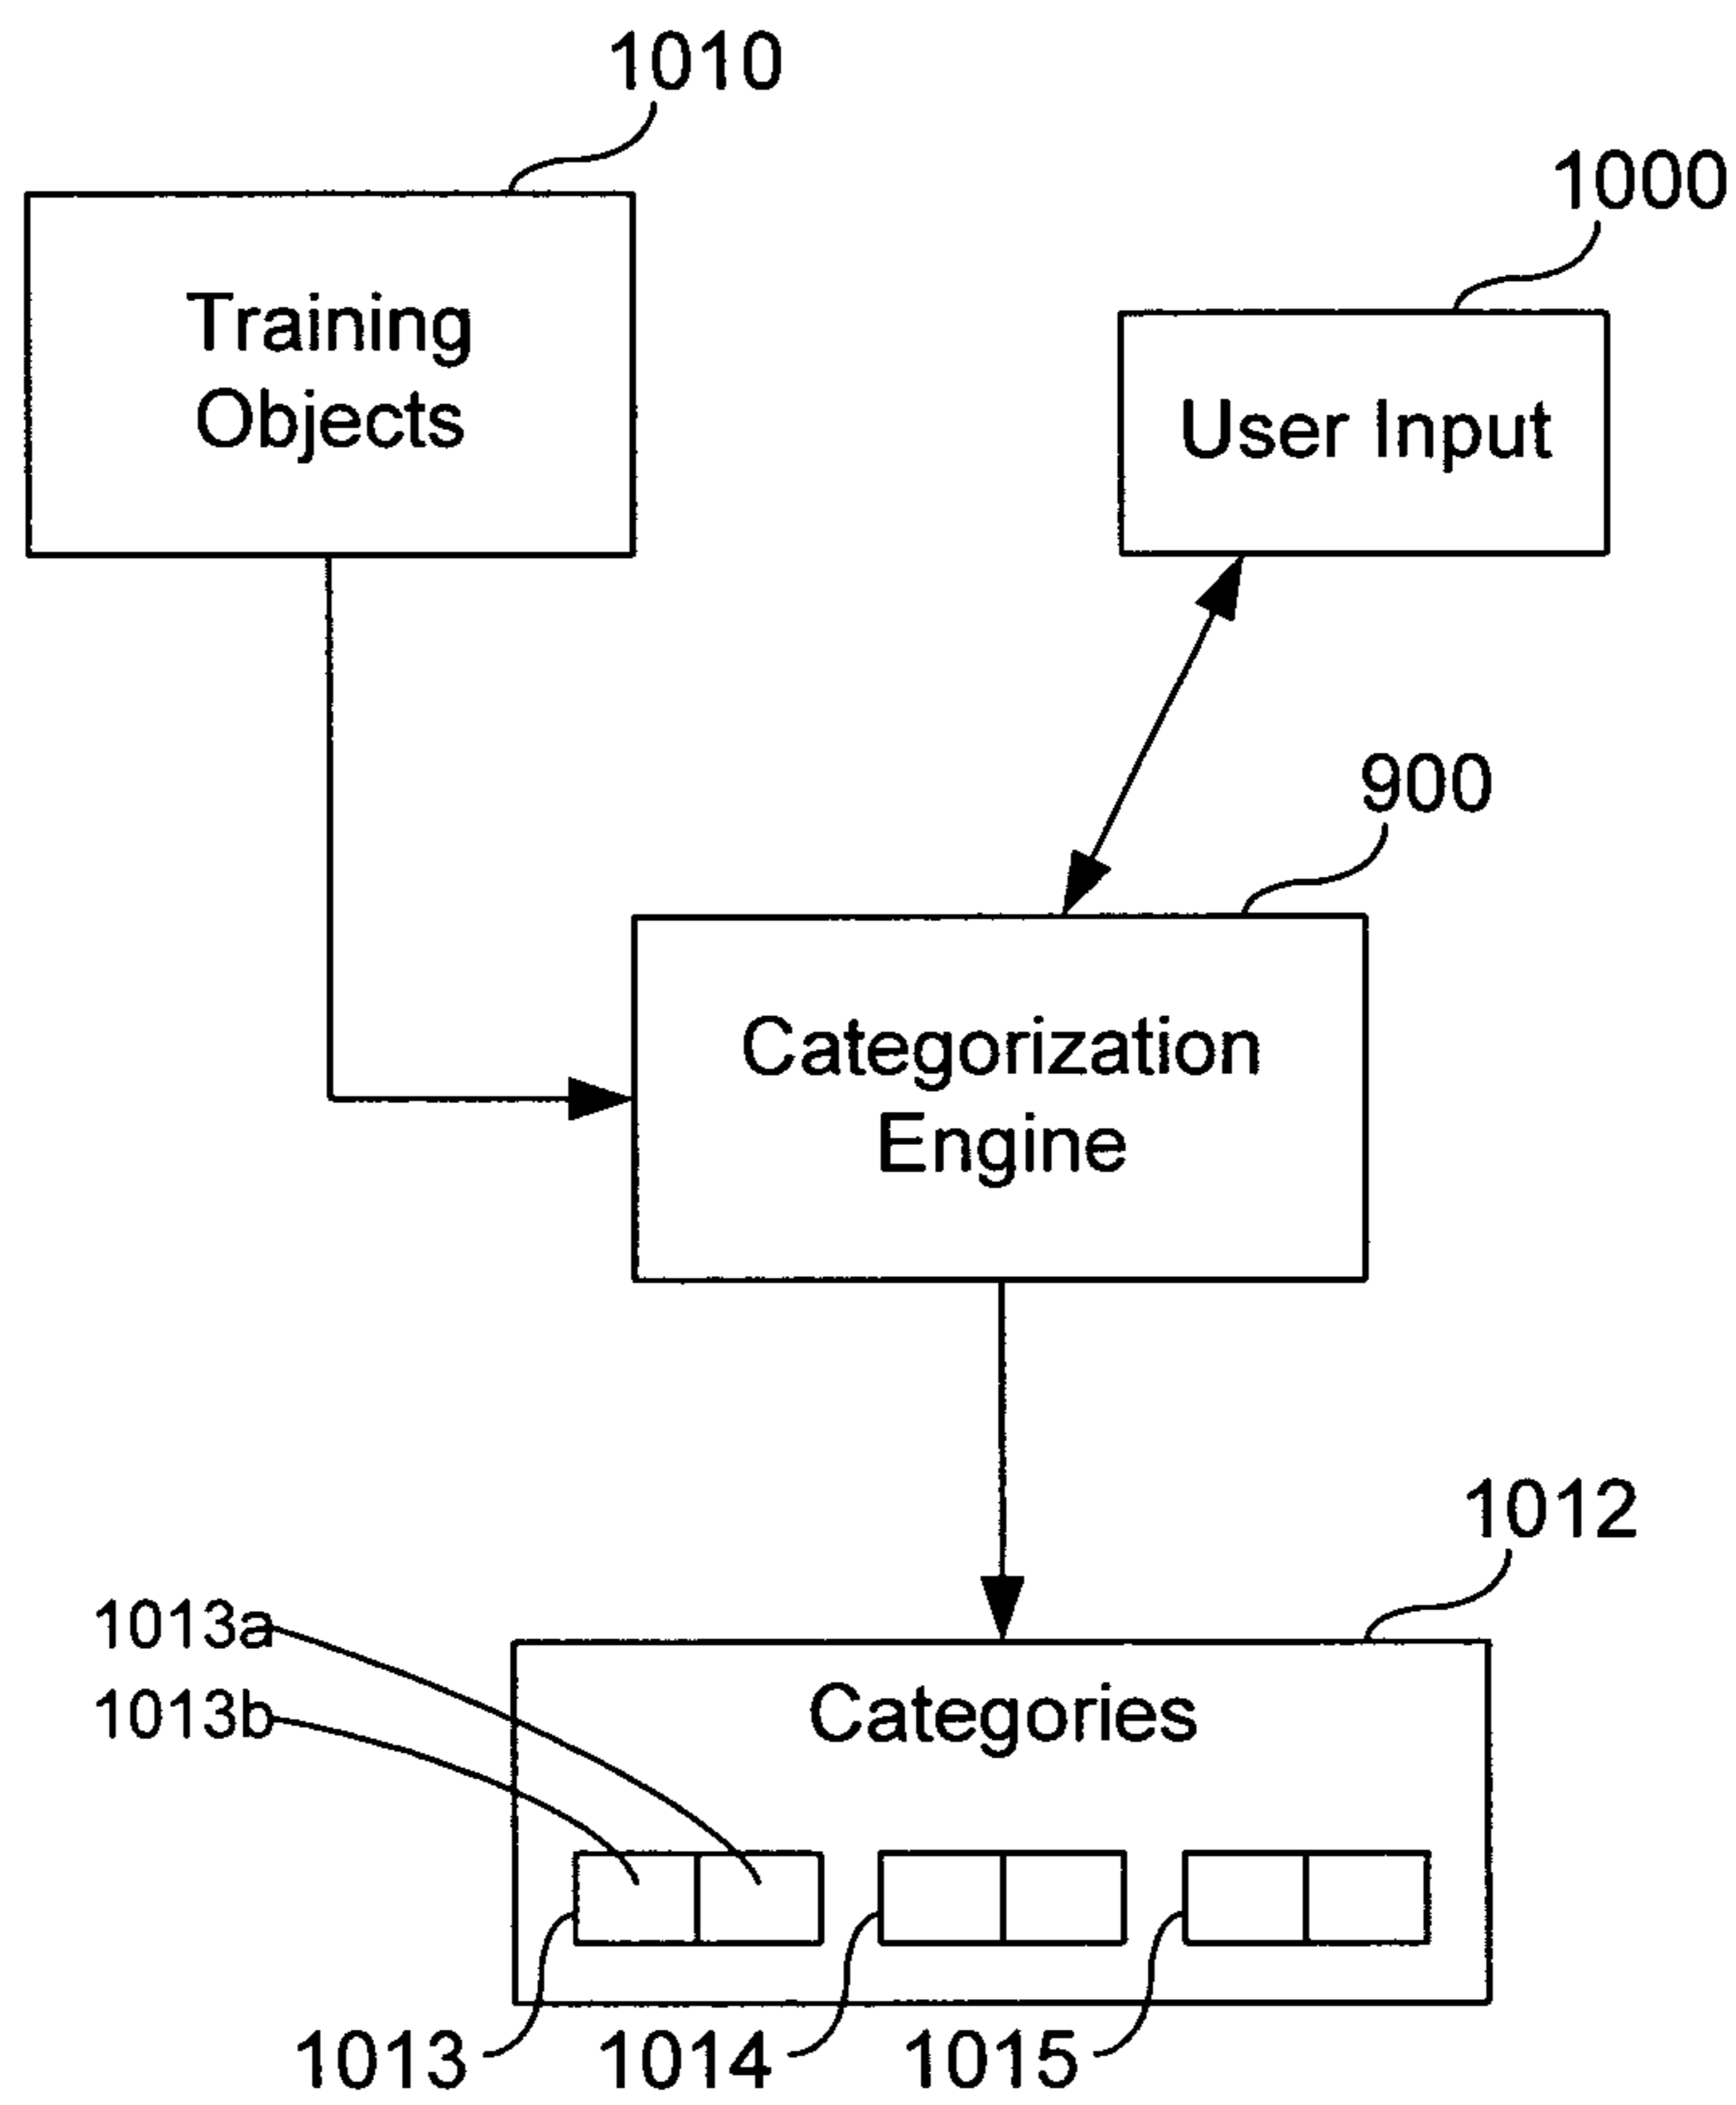 1010
1000
Training
Objects
User Input
900
Categorization
Engine
1012
1013a
1013b
Categories
1013
1014
1015